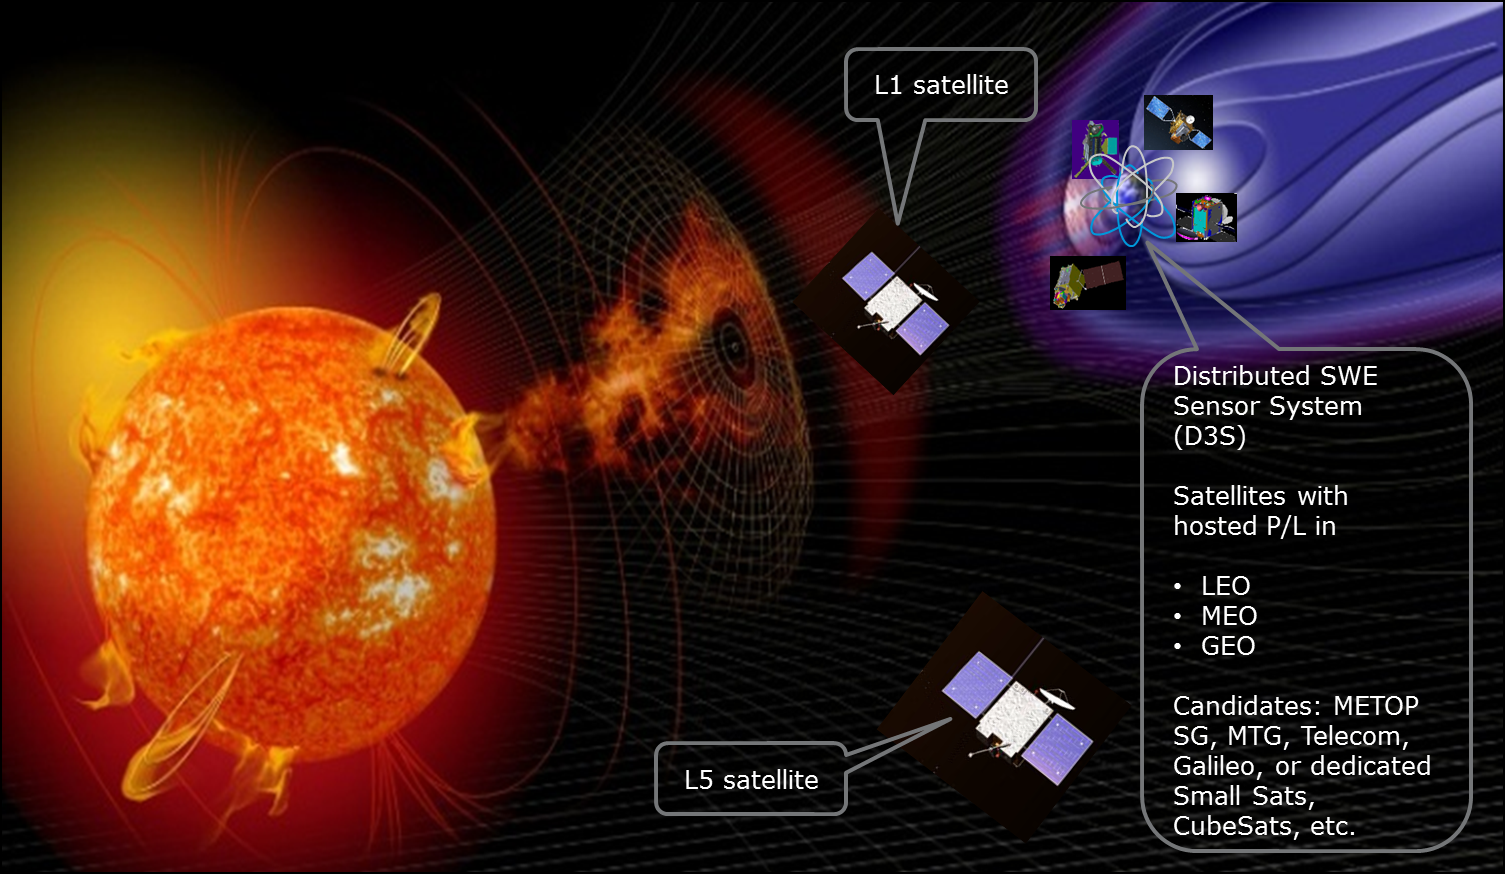 L1 satellite
Distributed SWE
Sensor System
(D3S)
Satellites with
hosted P/L in
• LEO
• MEO
• GEO
Candidates: METOP
SG, MTG, Telecom,
Galileo, or dedicated
Small Sats,
CubeSats, etc.
L5 satellite